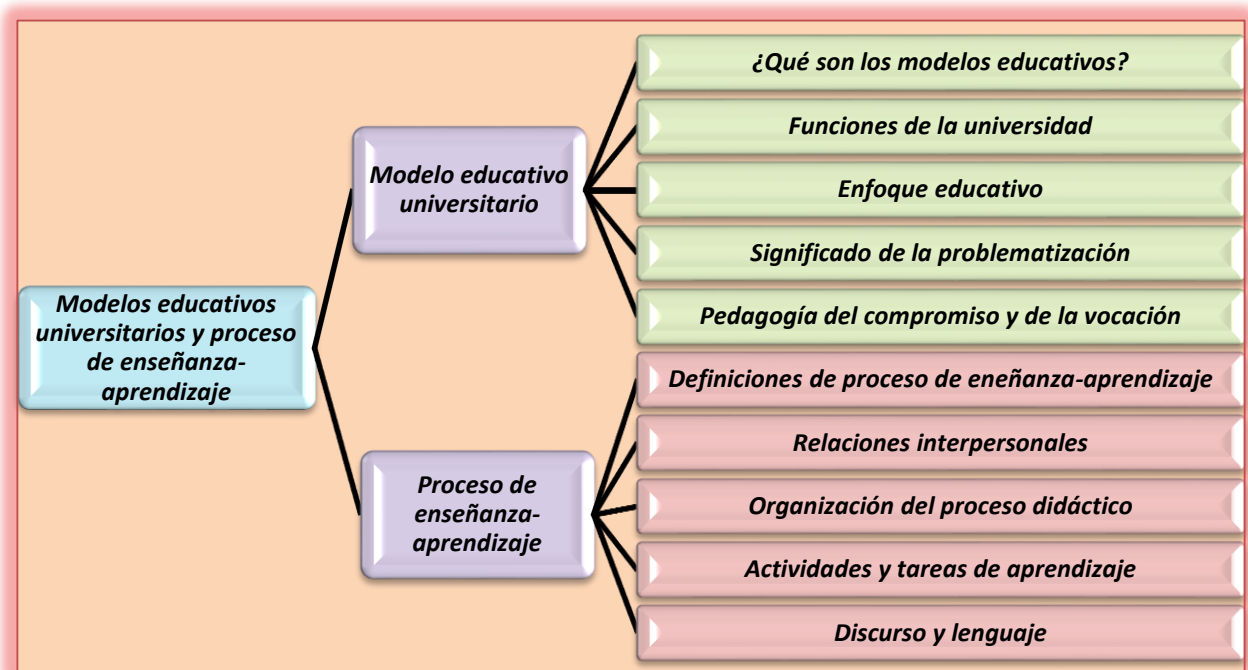 Modelos educativos
universitarios y proceso
de enseñanza-
aprendizaje
Modelo educativo
universitario
¿Qué son los modelos educativos?
Funciones de la universidad
Enfoque educativo
Significado de la problematización
Pedagogía del compromiso y de la vocación
Proceso de
enseñanza-
aprendizaje
Definiciones de proceso de eneñanza-aprendizaje
Relaciones interpersonales
Organización del proceso didáctico
Actividades y tareas de aprendizaje
Discurso y lenguaje